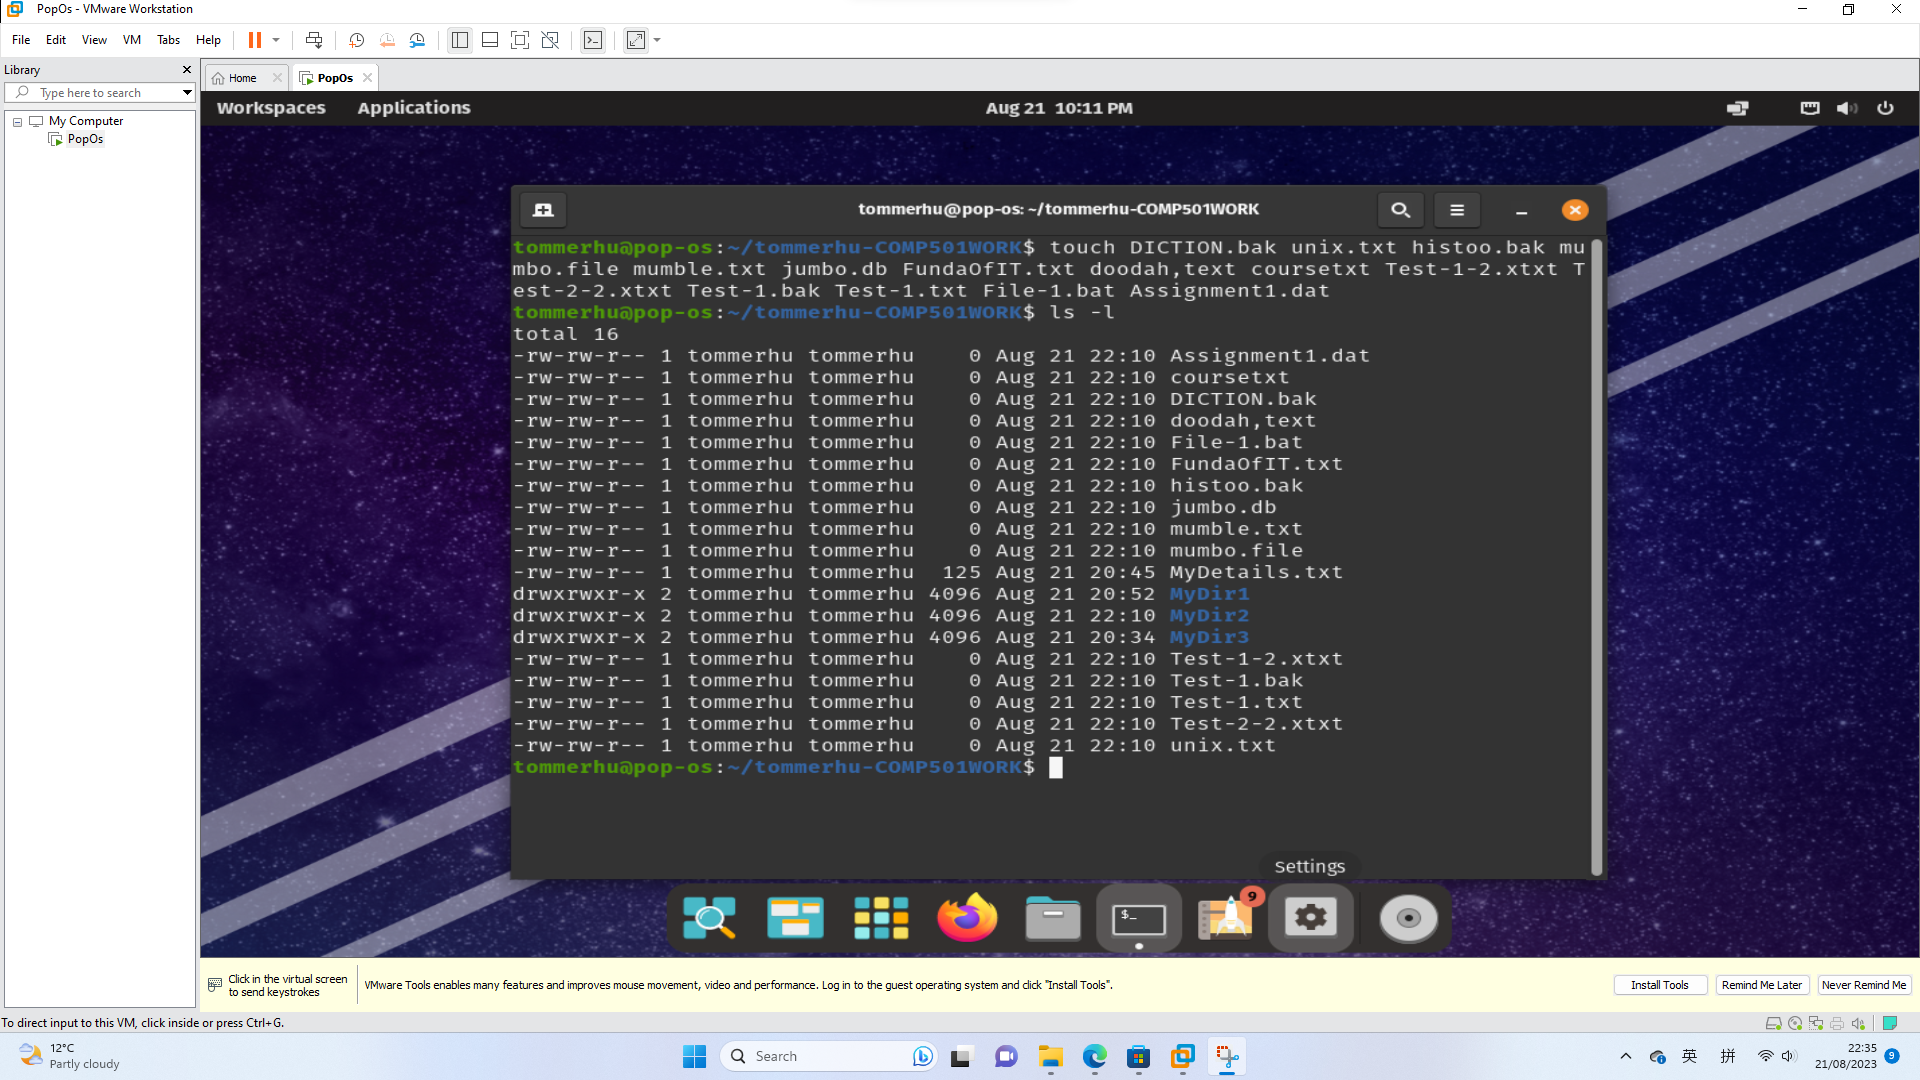 PopOs - VMware Workstation
File Edit View VM Tabs Help
Library
Home
PopOs
Type here to search
Workspaces Applications
Aug 21 10:11 PM
My Computer
PopOs
tommerhu@pop-os: ~/tommerhu-COMP501WORK
tommerhu@pop-os:~/tommerhu-COMP501WORK$ touch DICTION.bak unix.txt histoo.bak mu
mbo.file mumble.txt jumbo.db FundaOfIT.txt doodah,text coursetxt Test-1-2.xtxt T
est-2-2.xtxt Test-1.bak Test-1.txt File-1.bat Assignment1.dat
tommerhu@pop-os:~/tommerhu-COMP501WORK$ ls -l
total 16
-rw-rw-r-- 1 tommerhu tommerhu    0 Aug 21 22:10 Assignment1.dat
-rw-rw-r-- 1 tommerhu tommerhu    0 Aug 21 22:10 coursetxt
-rw-rw-r-- 1 tommerhu tommerhu    0 Aug 21 22:10 DICTION.bak
-rw-rw-r-- 1 tommerhu tommerhu    0 Aug 21 22:10 doodah,text
-rw-rw-r-- 1 tommerhu tommerhu    0 Aug 21 22:10 File-1.bat
-rw-rw-r-- 1 tommerhu tommerhu    0 Aug 21 22:10 FundaOfIT.txt
-rw-rw-r-- 1 tommerhu tommerhu    0 Aug 21 22:10 histoo.bak
-rw-rw-r-- 1 tommerhu tommerhu    0 Aug 21 22:10 jumbo.db
-rw-rw-r-- 1 tommerhu tommerhu    0 Aug 21 22:10 mumble.txt
-rw-rw-r-- 1 tommerhu tommerhu    0 Aug 21 22:10 mumbo.file
-rw-rw-r-- 1 tommerhu tommerhu  125 Aug 21 20:45 MyDetails.txt
drwxrwxr-x 2 tommerhu tommerhu 4096 Aug 21 20:52 MyDir1
drwxrwxr-x 2 tommerhu tommerhu 4096 Aug 21 22:10 MyDir2
drwxrwxr-x 2 tommerhu tommerhu 4096 Aug 21 20:34 MyDir3
-rw-rw-r-- 1 tommerhu tommerhu    0 Aug 21 22:10 Test-1-2.xtxt
-rw-rw-r-- 1 tommerhu tommerhu    0 Aug 21 22:10 Test-1.bak
-rw-rw-r-- 1 tommerhu tommerhu    0 Aug 21 22:10 Test-1.txt
-rw-rw-r-- 1 tommerhu tommerhu    0 Aug 21 22:10 Test-2-2.xtxt
-rw-rw-r-- 1 tommerhu tommerhu    0 Aug 21 22:10 unix.txt
tommerhu@pop-os:~/tommerhu-COMP501WORK$
Settings
$_
9
Click in the virtual screen
to send keystrokes
VMware Tools enables many features and improves mouse movement, video and performance. Log in to the guest operating system and click "Install Tools".
Install Tools
Remind Me Later
Never Remind Me
To direct input to this VM, click inside or press Ctrl+G.
12°C
Partly cloudy
Search
英
拼
22:35
21/08/2023
9